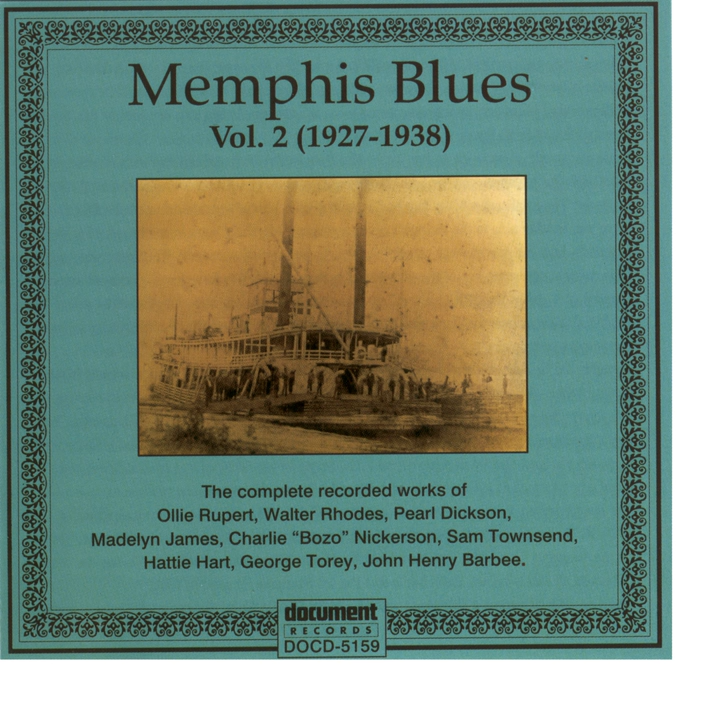 Memphis Blues
Vol. 2 (1927-1938)
The complete recorded works of
Ollie Rupert, Walter Rhodes, Pearl Dickson,
Madelyn James, Charlie “Bozo” Nickerson, Sam Townsend,
Hattie Hart, George Torey, John Henry Barbee.
document
RECORDS
DOCD-5159